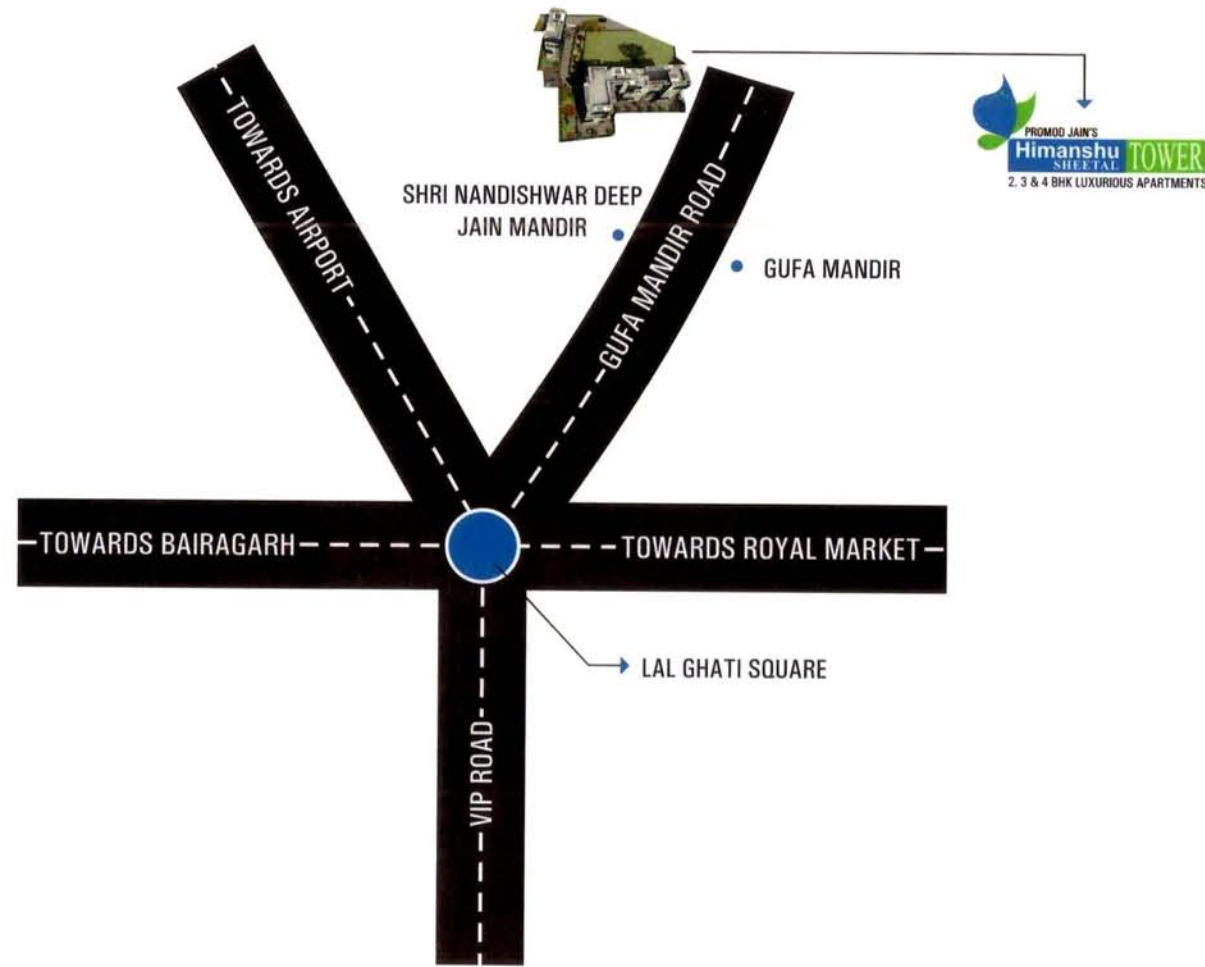 PROMOD JAIN'S
Himanshu TOWER
SHEETAL
2, 3 & 4 BHK LUXURIOUS APARTMENTS
TOWARDS AIRPORT
SHRI NANDISHWAR DEEP
JAIN MANDIR
GUFA MANDIR ROAD
GUFA MANDIR
TOWARDS BAIRAGARH
TOWARDS ROYAL MARKET
LAL GHATI SQUARE
VIP ROAD